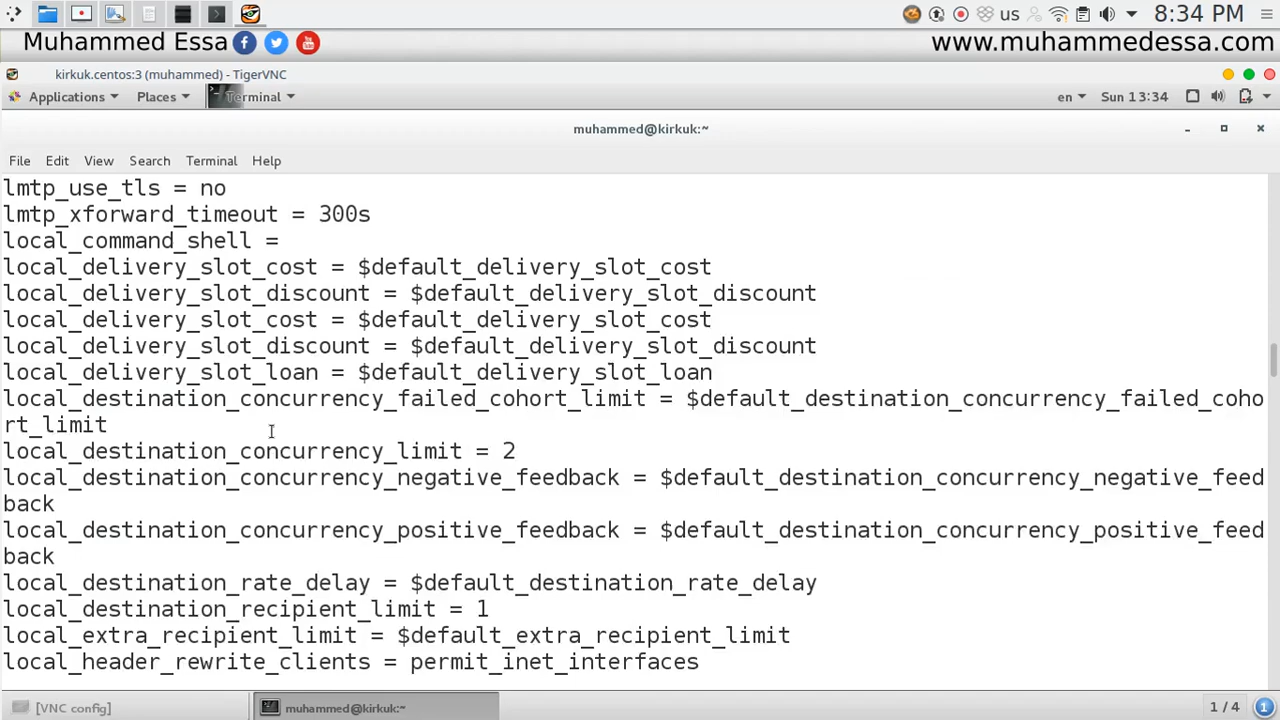 us
8:34 PM
Muhammed Essa
www.muhammedessa.com
kirkuk.centos:3 (muhammed) - TigerVNC
Applications Places Terminal
en Sun 13:34
muhammed@kirkuk:~
File Edit View Search Terminal Help
lmtp_use_tls = no
lmtp_xforward_timeout = 300s
local_command_shell =
local_delivery_slot_cost = $default_delivery_slot_cost
local_delivery_slot_discount = $default_delivery_slot_discount
local_delivery_slot_cost = $default_delivery_slot_cost
local_delivery_slot_discount = $default_delivery_slot_discount
local_delivery_slot_loan = $default_delivery_slot_loan
local_destination_concurrency_failed_cohort_limit = $default_destination_concurrency_failed_coho
rt_limit
local_destination_concurrency_limit = 2
local_destination_concurrency_negative_feedback = $default_destination_concurrency_negative_feed
back
local_destination_concurrency_positive_feedback = $default_destination_concurrency_positive_feed
back
local_destination_rate_delay = $default_destination_rate_delay
local_destination_recipient_limit = 1
local_extra_recipient_limit = $default_extra_recipient_limit
local_header_rewrite_clients = permit_inet_interfaces
[VNC config]
muhammed@kirkuk:~
1 / 4
1